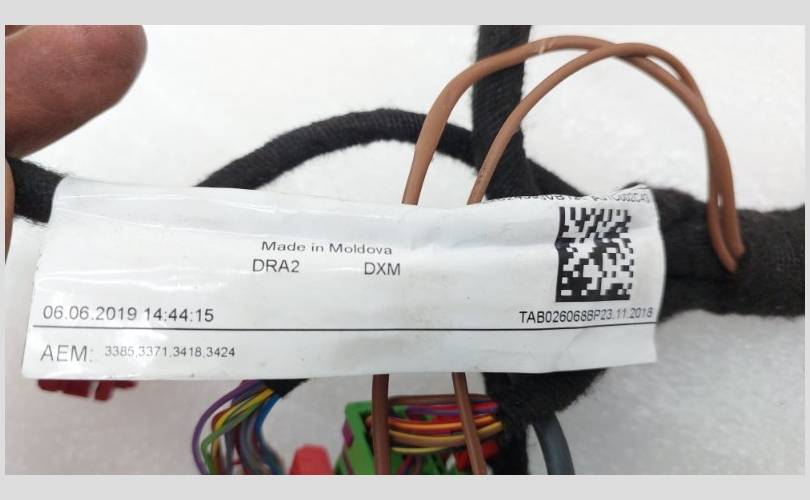 Made in Moldova
DRA2 DXM
06.06.2019 14:44:15
TAB026068BP23.11.2018
AEM: 3385,3371,3418,3424